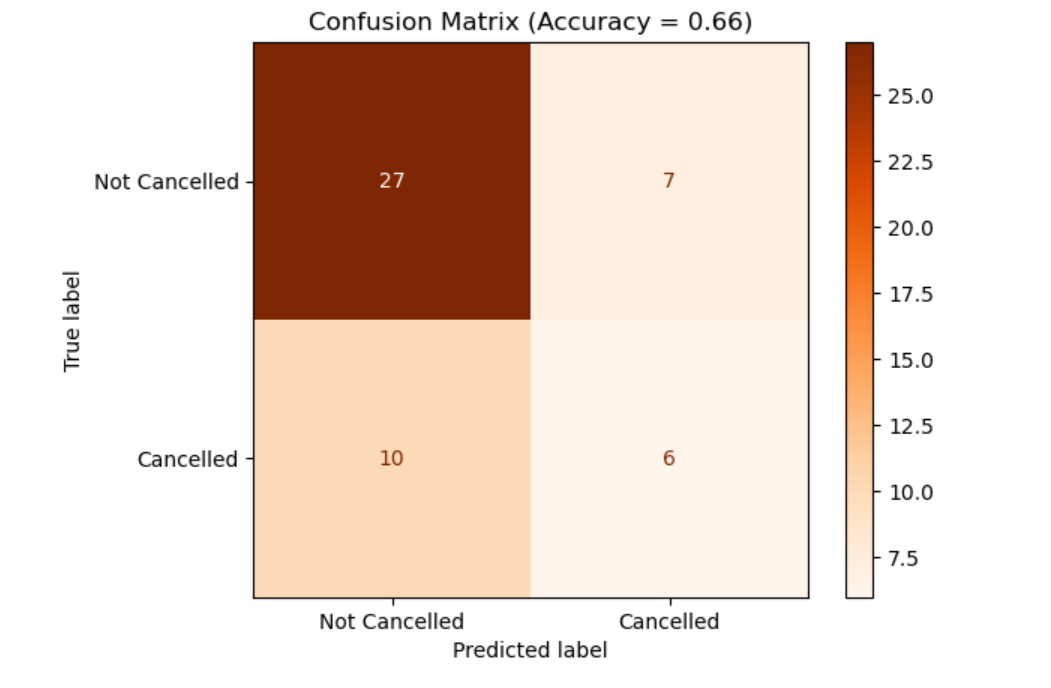 Confusion Matrix (Accuracy = 0.66)
Not Cancelled
Cancelled
True label
27
7
10
6
Not Cancelled
Cancelled
Predicted label
25.0
22.5
20.0
17.5
15.0
12.5
10.0
7.5